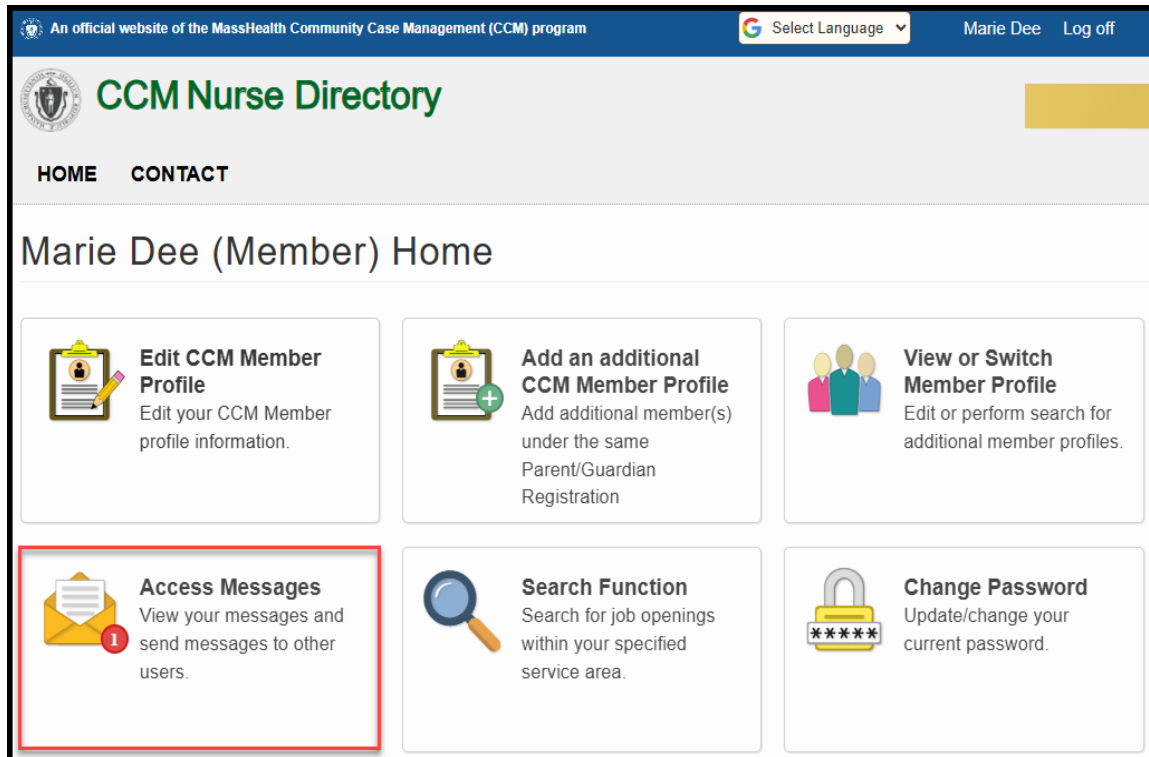 An official website of the MassHealth Community Case Management (CCM) program
Select Language
Marie Dee Log off
CCM Nurse Directory
HOME CONTACT
Marie Dee (Member) Home
Edit CCM Member
Profile
Edit your CCM Member
profile information.
Add an additional
CCM Member Profile
Add additional member(s)
under the same
Parent/Guardian
Registration
View or Switch
Member Profile
Edit or perform search for
additional member profiles.
1
Access Messages
View your messages and
send messages to other
users.
Search Function
Search for job openings
within your specified
service area.
*****
Change Password
Update/change your
current password.